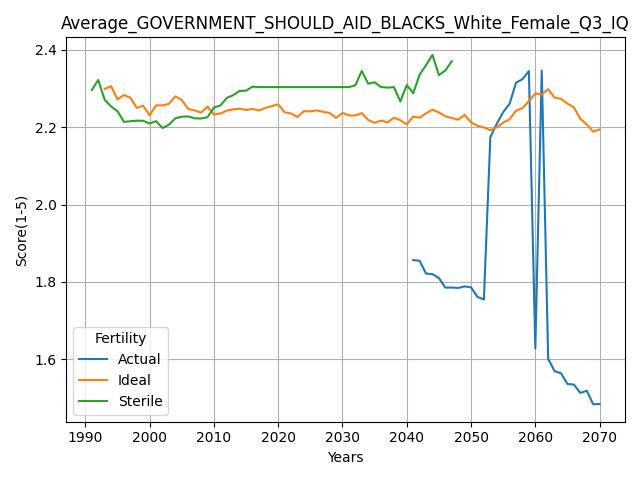 Average_GOVERNMENT_SHOULD_AID_BLACKS_White_Female_Q3_IQ
2.4
2.2
2.0
1.8
1.6
Score(1-5)
Fertility
Actual
Ideal
Sterile
1990 2000 2010 2020 2030 2040 2050 2060 2070
Years